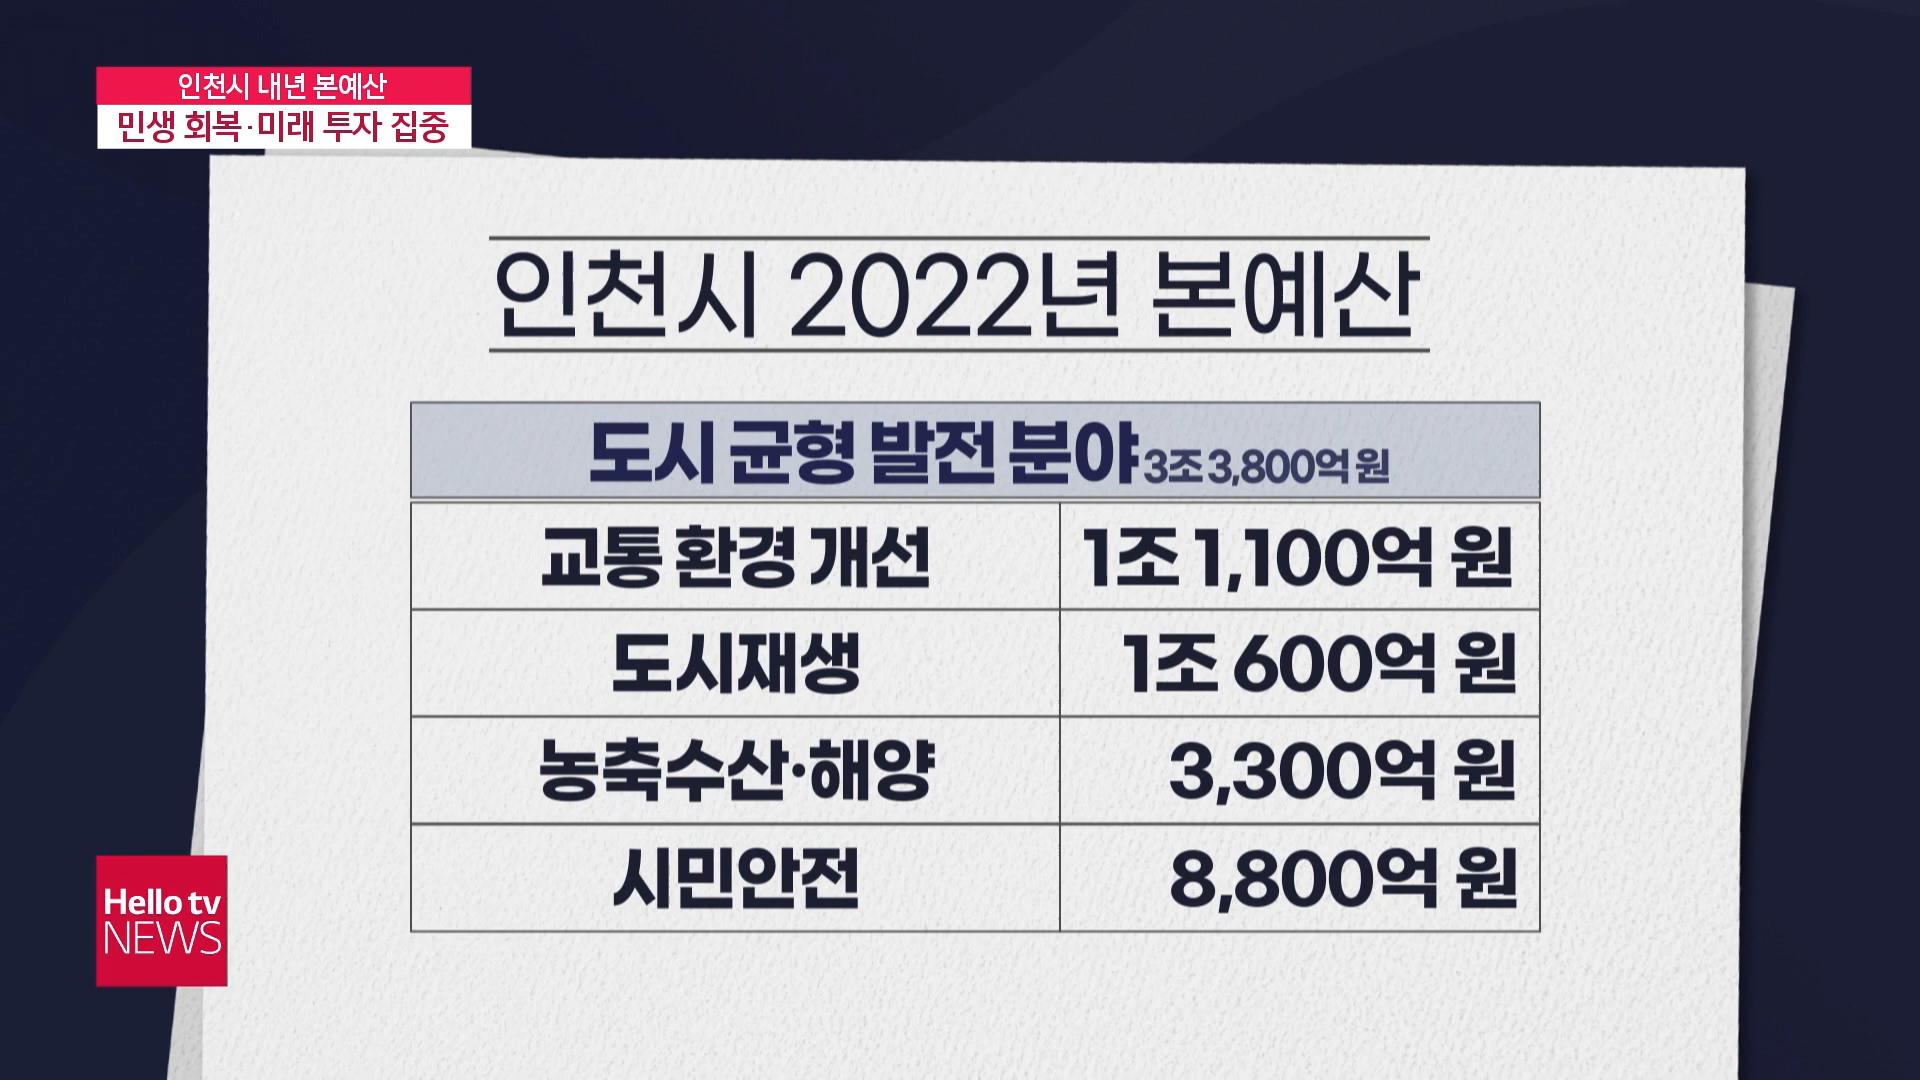 인천시 내년 본예산
민생 회복·미래 투자 집중
인천시 2022년 본예산
도시 균형 발전 분야 3조 3,800억 원
교통 환경 개선 1조 1,100억 원
도시재생 1조 600억 원
농축수산·해양 3,300억 원
시민안전 8,800억 원
Hello tv
NEWS